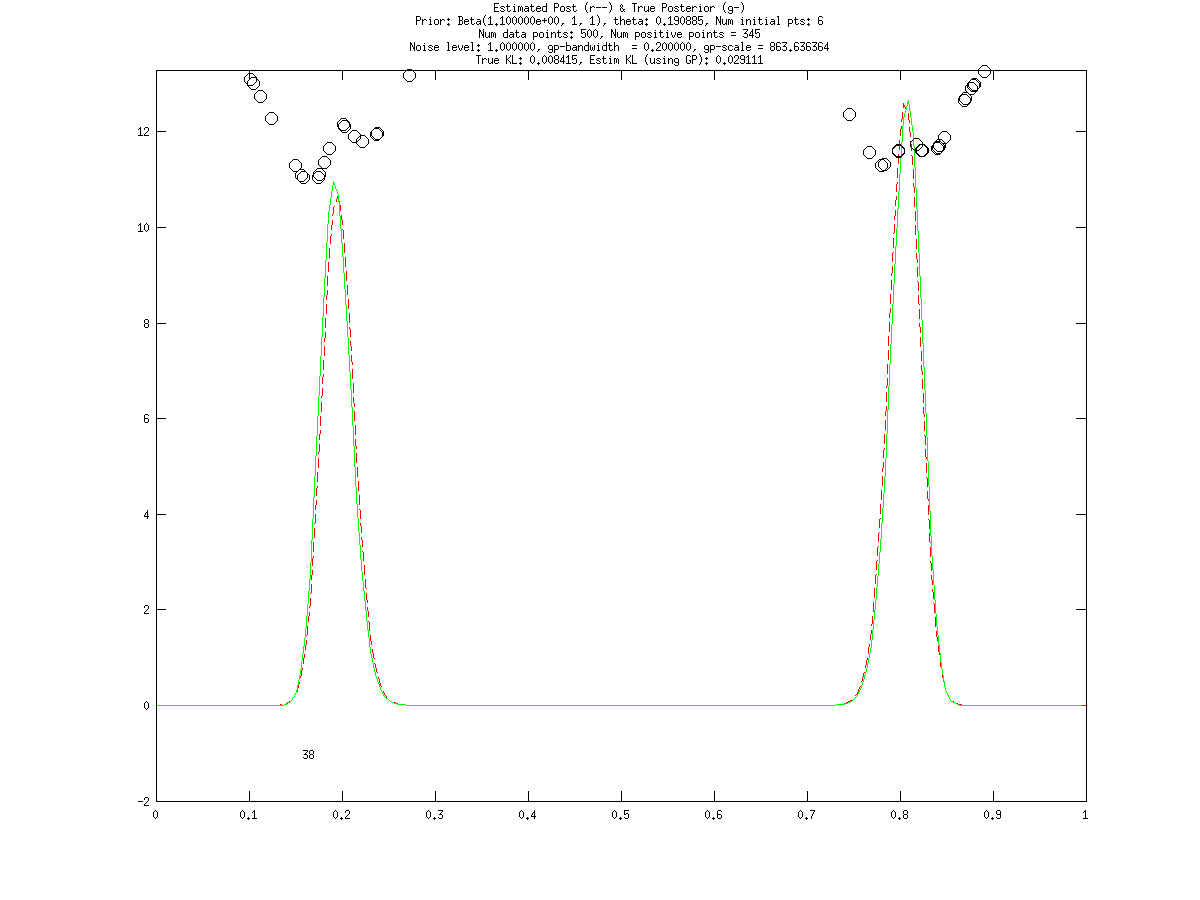 Estimated Post (r--) & True Posterior (g-)
Prior: Beta(1.100000e+00, 1, 1), theta: 0.190885, Num initial pts: 6
Num data points: 500, Num positive points = 345
Noise level: 1.000000, gp-bandwidth  = 0.200000, gp-scale = 863.636364
True KL: 0.008415, Estim KL (using GP): 0.029111
12
10
8
6
4
2
0
38
-2
0 0.1 0.2 0.3 0.4 0.5 0.6 0.7 0.8 0.9 1